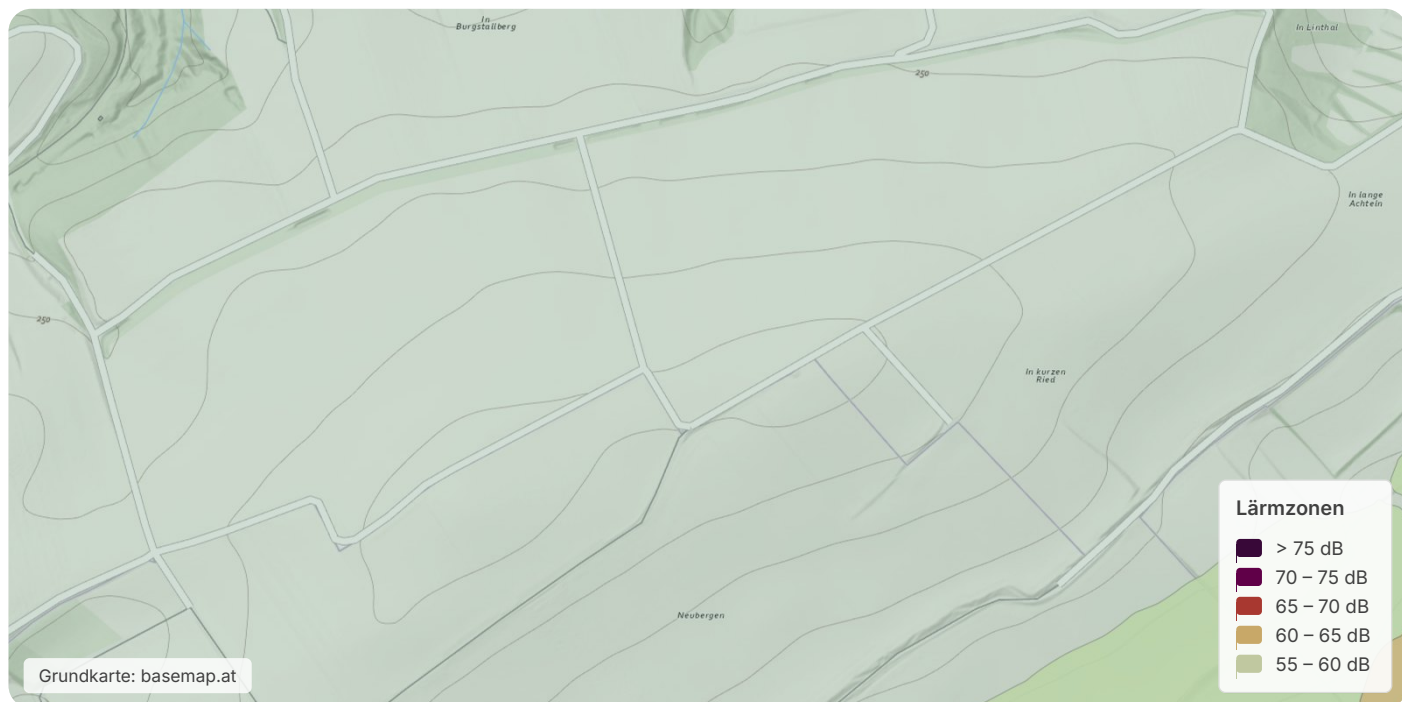 In
Burgstallberg
In Linthal
250
In lange
Achteln
250
In kurzen
Ried
Neubergen
Lärmzonen
> 75 dB
70 – 75 dB
65 – 70 dB
60 – 65 dB
55 – 60 dB
Grundkarte: basemap.at